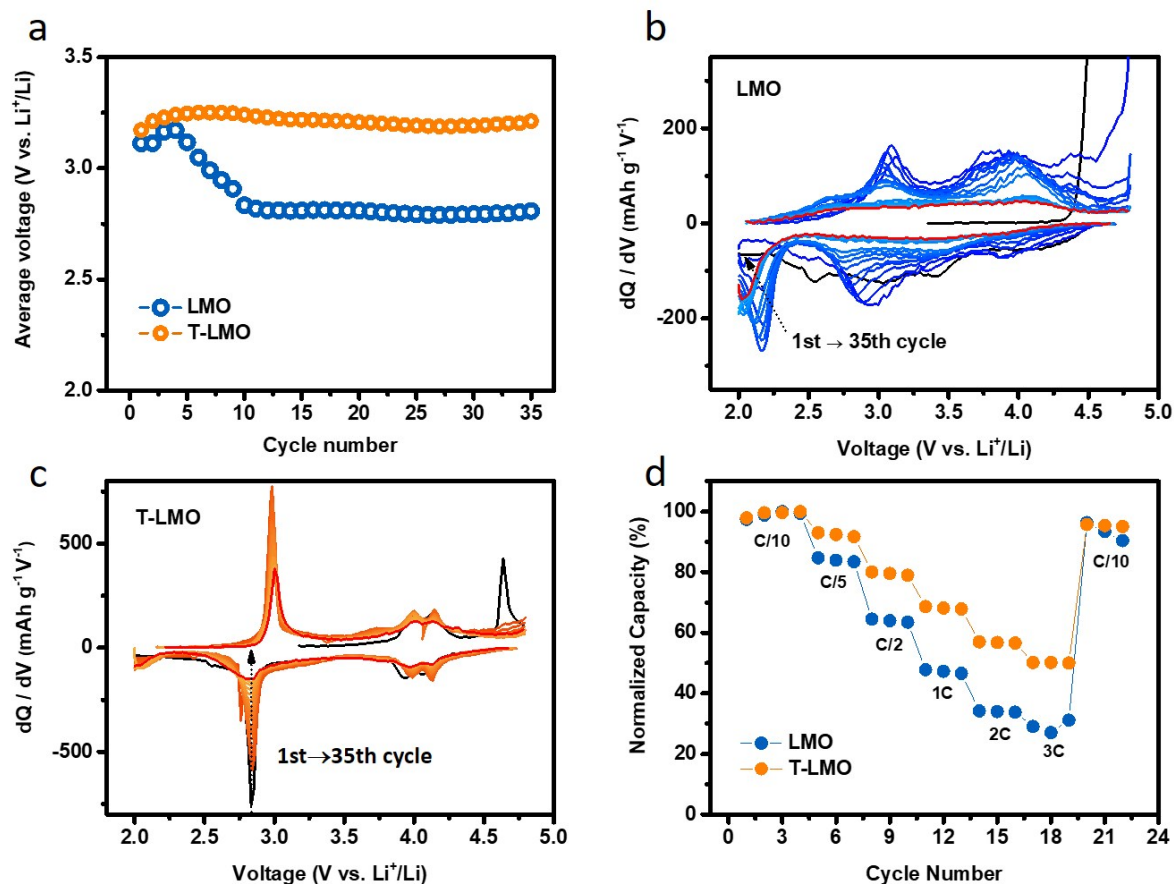 a
3.5
3.0
2.5
2.0
Average voltage (V vs. Li⁺/Li)
LMO
T-LMO
0 5 10 15 20 25 30 35
Cycle number
b
LMO
200
0
-200
dQ / dV (mAh g⁻¹ V⁻¹)
1st → 35th cycle
2.0 2.5 3.0 3.5 4.0 4.5 5.0
Voltage (V vs. Li⁺/Li)
c
T-LMO
500
0
-500
dQ / dV (mAh g⁻¹ V⁻¹)
1st→35th cycle
2.0 2.5 3.0 3.5 4.0 4.5 5.0
Voltage (V vs. Li⁺/Li)
d
100
80
60
40
20
0
Normalized Capacity (%)
C/10
C/5
C/2
1C
2C
3C
C/10
LMO
T-LMO
0 3 6 9 12 15 18 21 24
Cycle Number